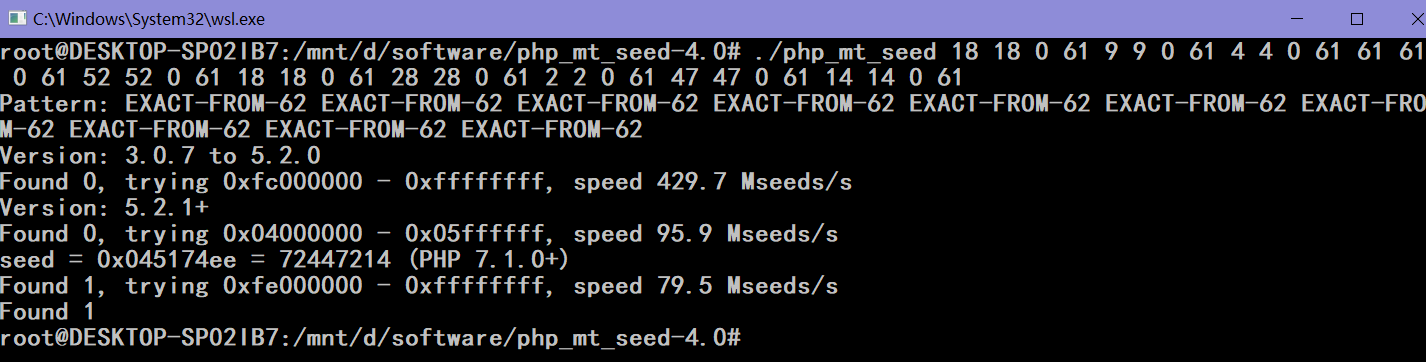 C:\Windows\System32\wsl.exe
root@DESKTOP-SPO2IB7:/mnt/d/software/php_mt_seed-4.0# ./php_mt_seed 18 18 0 61 9 9 0 61 4 4 0 61 61 61
0 61 52 52 0 61 18 18 0 61 28 28 0 61 2 2 0 61 47 47 0 61 14 14 0 61
Pattern: EXACT-FROM-62 EXACT-FROM-62 EXACT-FROM-62 EXACT-FROM-62 EXACT-FROM-62 EXACT-FROM-62 EXACT-FRO
M-62 EXACT-FROM-62 EXACT-FROM-62 EXACT-FROM-62
Version: 3.0.7 to 5.2.0
Found 0, trying 0xfc000000 - 0xffffffff, speed 429.7 Mseeds/s
Version: 5.2.1+
Found 0, trying 0x04000000 - 0x05ffffff, speed 95.9 Mseeds/s
seed = 0x045174ee = 72447214 (PHP 7.1.0+)
Found 1, trying 0xfe000000 - 0xffffffff, speed 79.5 Mseeds/s
Found 1
root@DESKTOP-SPO2IB7:/mnt/d/software/php_mt_seed-4.0#